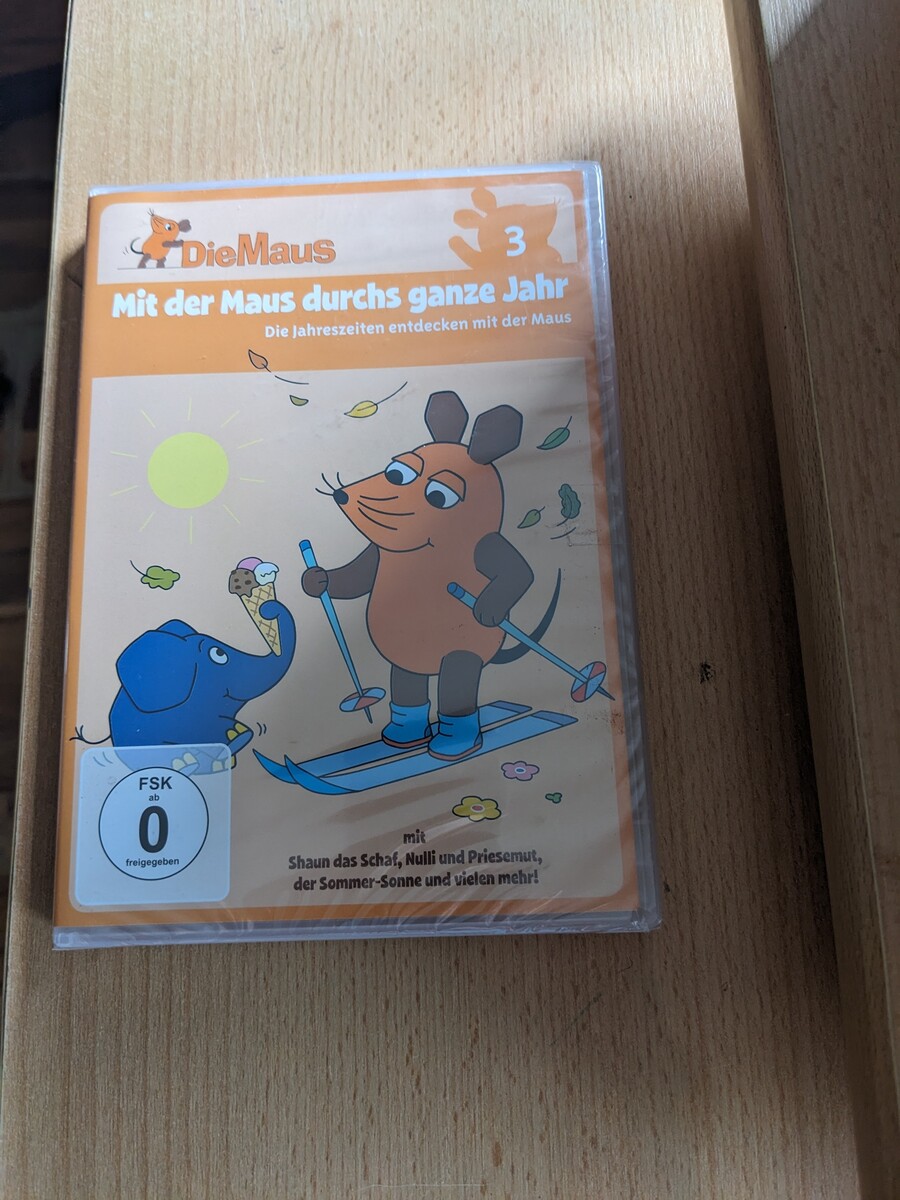 DieMaus
3
Mit der Maus durchs ganze Jahr
Die Jahreszeiten entdecken mit der Maus
FSK
ab
0
freigegeben
mit
Shaun das Schaf, Nulli und Priesemut,
der Sommer-Sonne und vielen mehr!